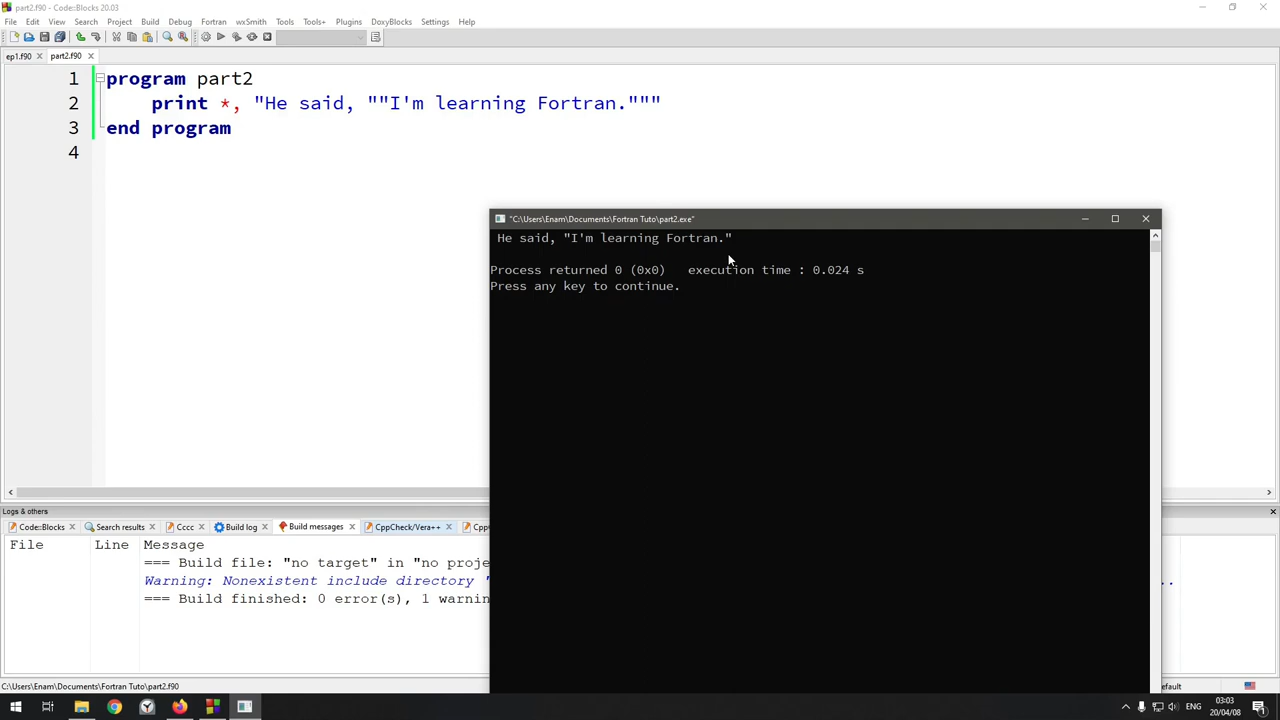 part2.f90 - Code::Blocks 20.03
File Edit View Search Project Build Debug Fortran wxSmith Tools Tools+ Plugins DoxyBlocks Settings Help
ep1.f90 part2.f90
1 program part2
2 print *, "He said, ""I'm learning Fortran."""
3 end program
4
"C:\Users\Enam\Documents\Fortran Tuto\part2.exe"
He said, "I'm learning Fortran."
Process returned 0 (0x0) execution time : 0.024 s
Press any key to continue.
Logs & others
Code::Blocks Search results Cccc Build log Build messages CppCheck/Vera++
File Line Message
=== Build file: "no target" in "no proje
Warning: Nonexistent include directory '
=== Build finished: 0 error(s), 1 warnin
C:\Users\Enam\Documents\Fortran Tuto\part2.f90
efault
ENG
03:03
20/04/08